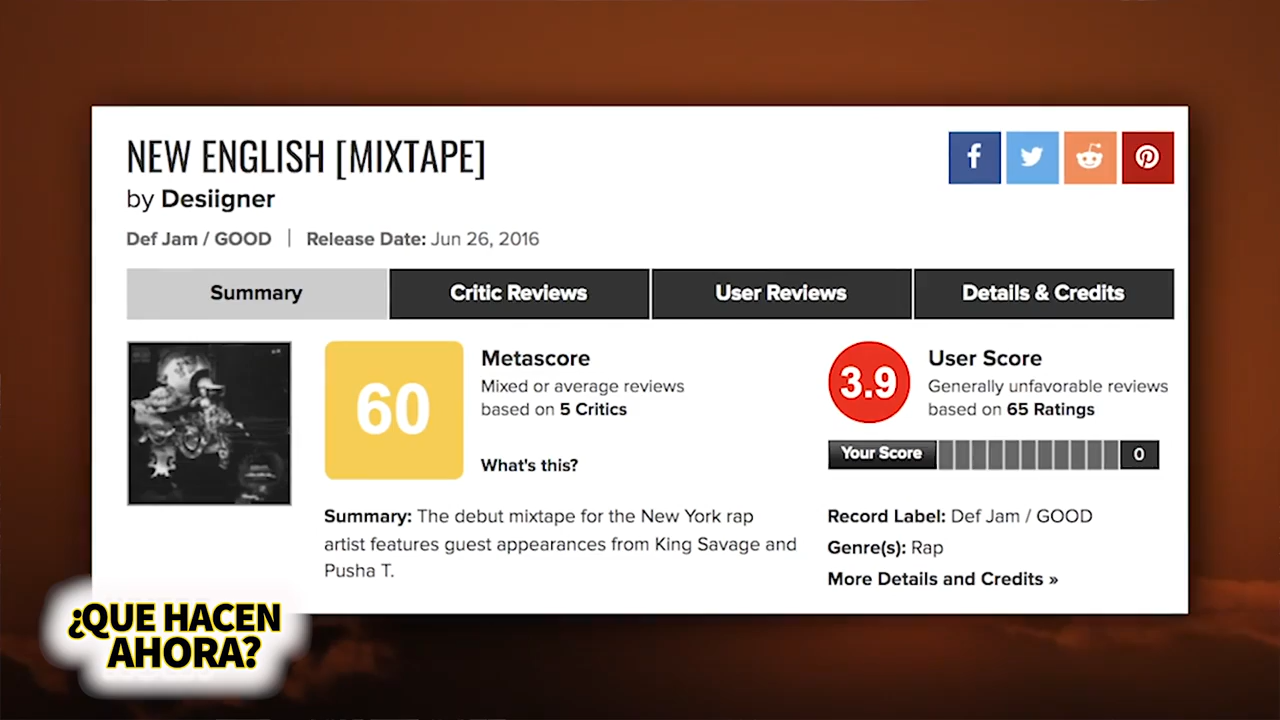 NEW ENGLISH [MIXTAPE]
by Desiigner
Def Jam / GOOD | Release Date: Jun 26, 2016
Summary
Critic Reviews
User Reviews
Details & Credits
60
Metascore
Mixed or average reviews
based on 5 Critics
What's this?
3.9
User Score
Generally unfavorable reviews
based on 65 Ratings
Your Score
0
Summary: The debut mixtape for the New York rap
artist features guest appearances from King Savage and
Pusha T.
Record Label: Def Jam / GOOD
Genre(s): Rap
More Details and Credits »
¿QUE HACEN
AHORA?